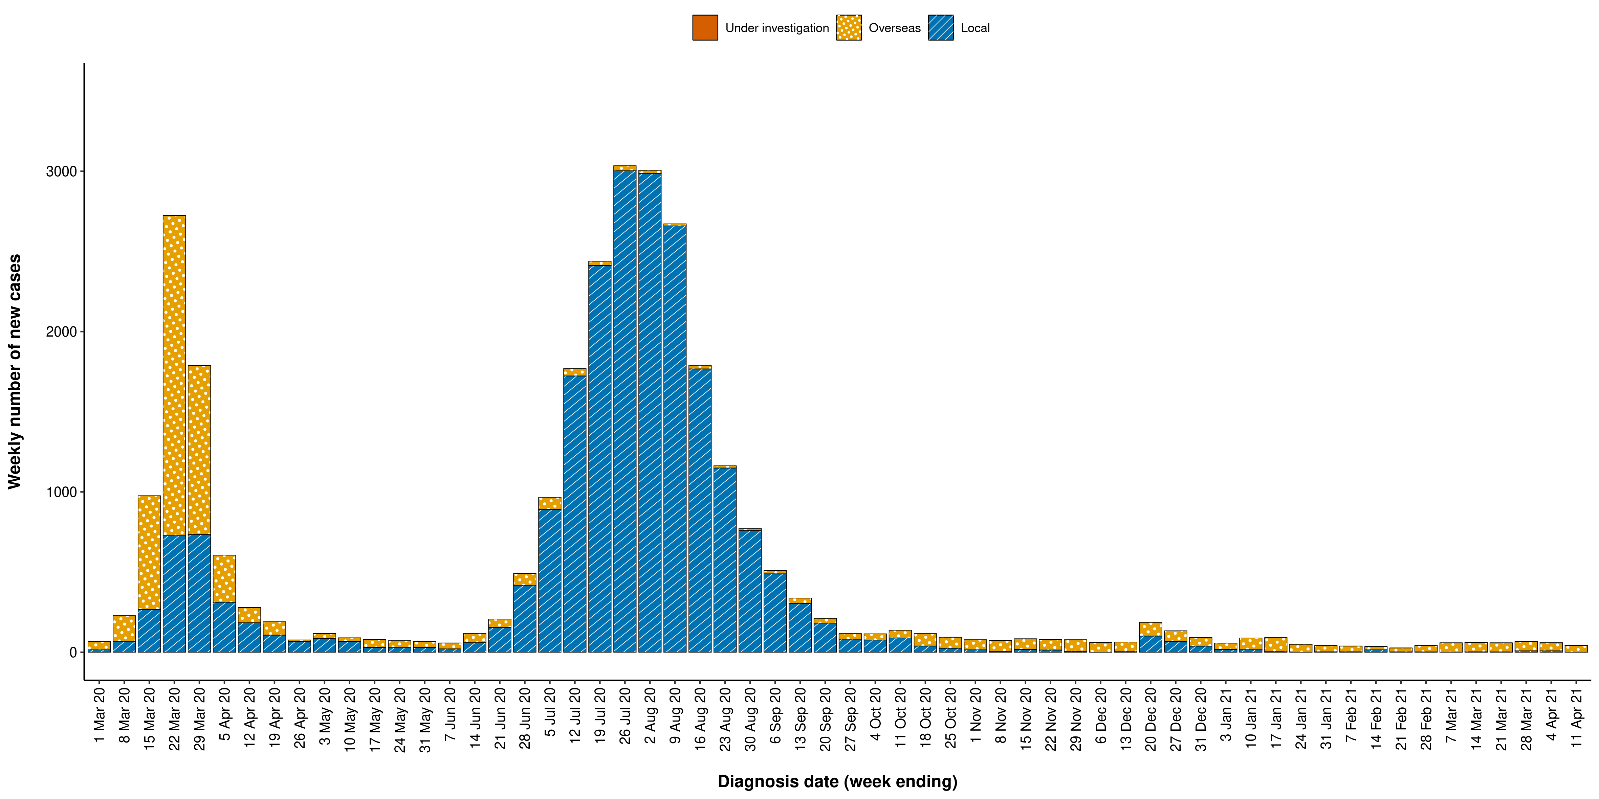 Under investigation Overseas Local
Weekly number of new cases
3000
2000
1000
0
1 Mar 20
8 Mar 20
15 Mar 20
22 Mar 20
29 Mar 20
5 Apr 20
12 Apr 20
19 Apr 20
26 Apr 20
3 May 20
10 May 20
17 May 20
24 May 20
31 May 20
7 Jun 20
14 Jun 20
21 Jun 20
28 Jun 20
5 Jul 20
12 Jul 20
19 Jul 20
26 Jul 20
2 Aug 20
9 Aug 20
16 Aug 20
23 Aug 20
30 Aug 20
6 Sep 20
13 Sep 20
20 Sep 20
27 Sep 20
4 Oct 20
11 Oct 20
18 Oct 20
25 Oct 20
1 Nov 20
8 Nov 20
15 Nov 20
22 Nov 20
29 Nov 20
6 Dec 20
13 Dec 20
20 Dec 20
27 Dec 20
31 Dec 20
3 Jan 21
10 Jan 21
17 Jan 21
24 Jan 21
31 Jan 21
7 Feb 21
14 Feb 21
21 Feb 21
28 Feb 21
7 Mar 21
14 Mar 21
21 Mar 21
28 Mar 21
4 Apr 21
11 Apr 21
Diagnosis date (week ending)